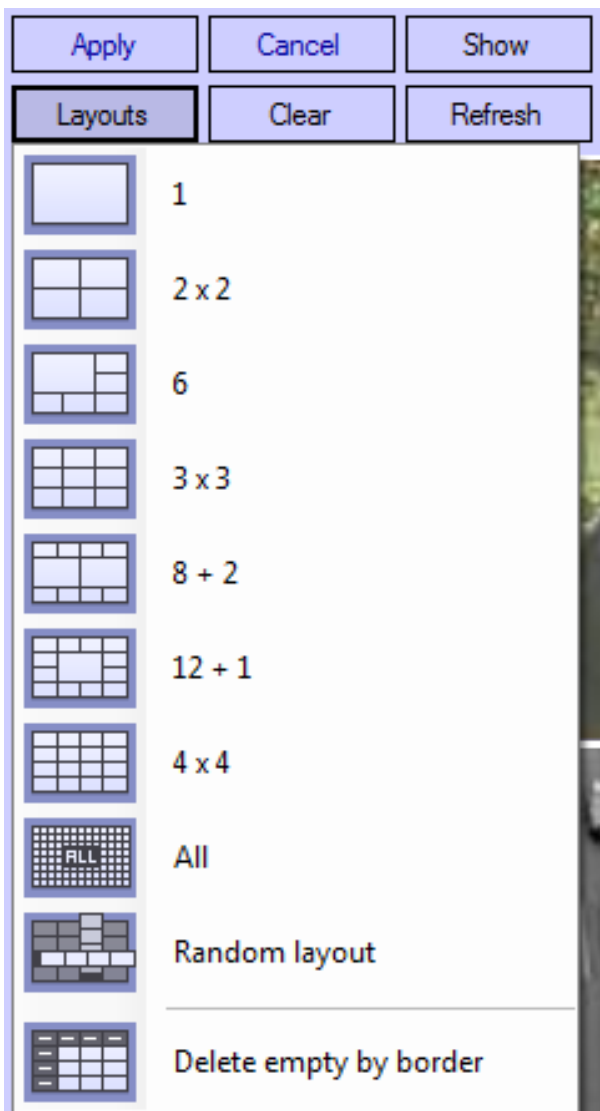 Apply Cancel Show
Layouts Clear Refresh
1
2 x 2
6
3 x 3
8 + 2
12 + 1
4 x 4
ALL All
Random layout
Delete empty by border